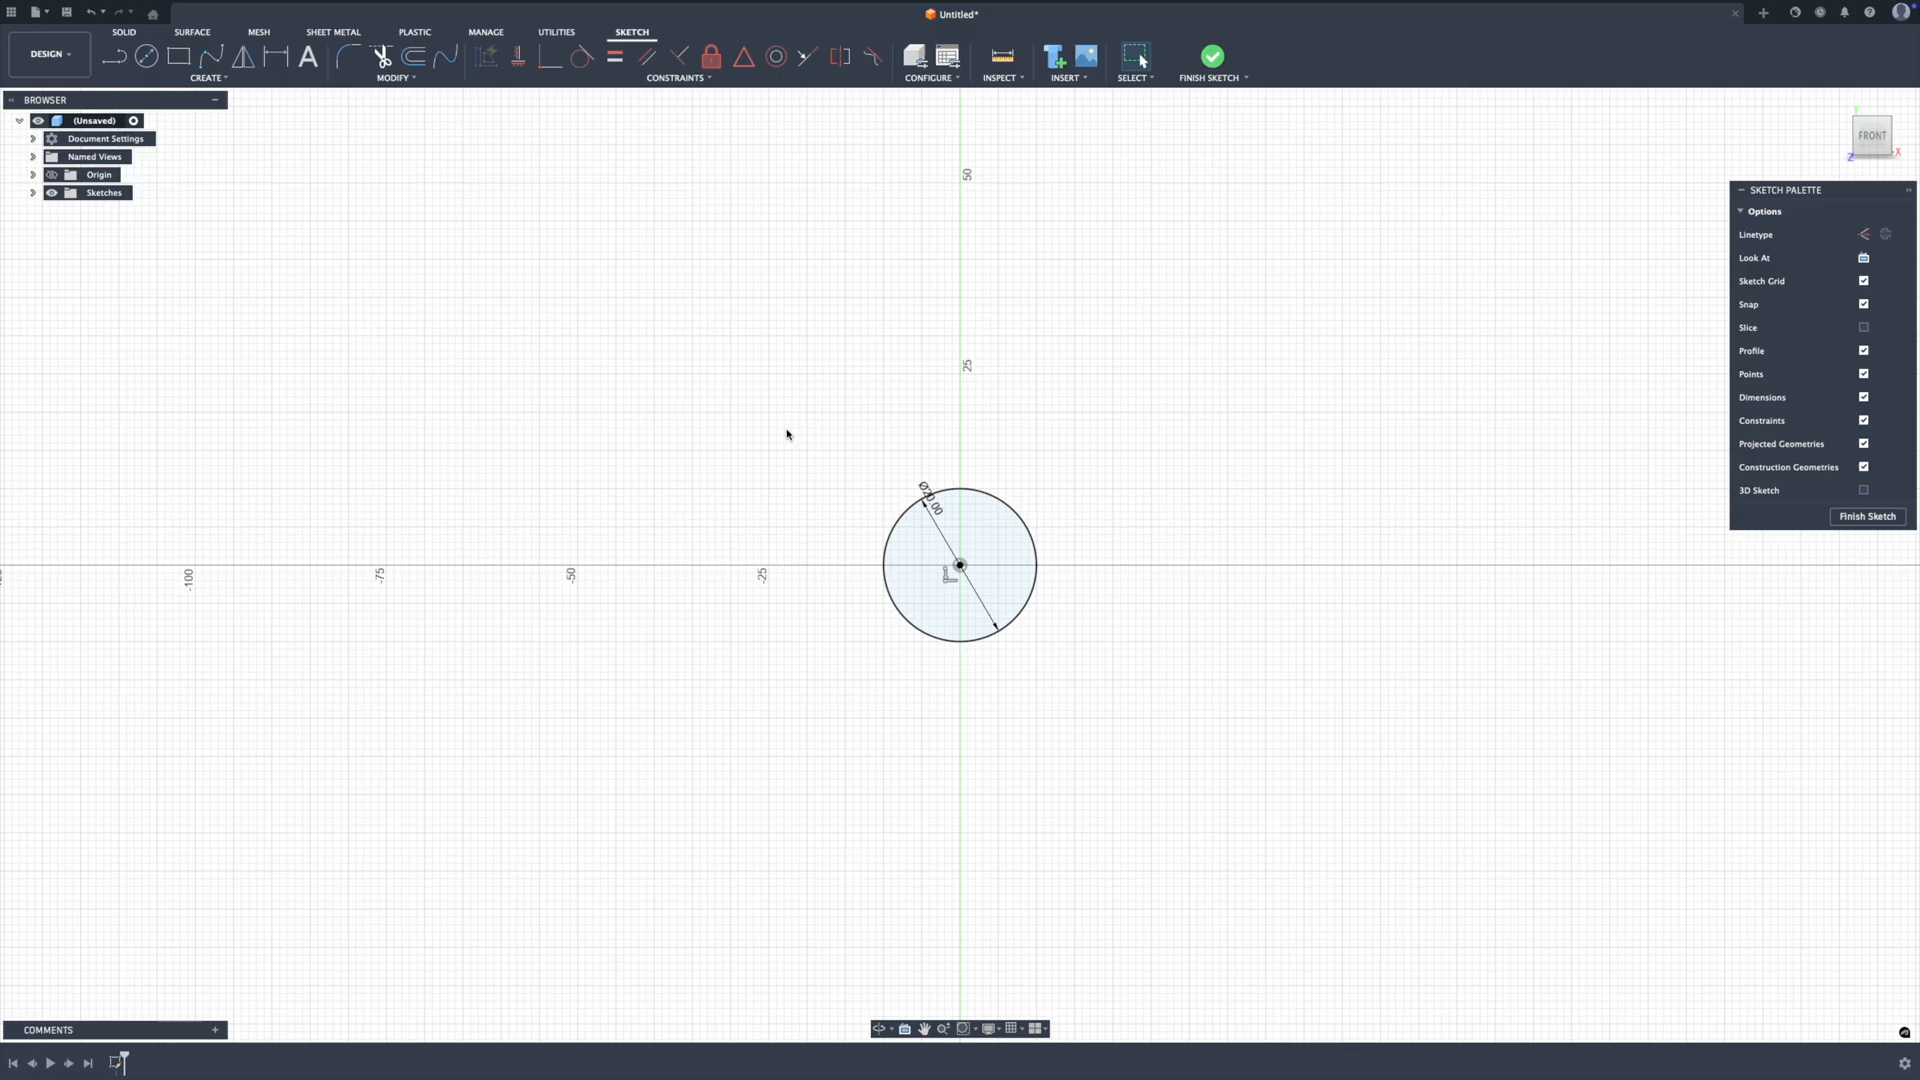 Untitled*
SOLID SURFACE MESH SHEET METAL PLASTIC MANAGE UTILITIES SKETCH
DESIGN
CREATE MODIFY CONSTRAINTS CONFIGURE INSPECT INSERT SELECT FINISH SKETCH
BROWSER
(Unsaved)
Document Settings
Named Views
Origin
Sketches
Y
FRONT
X
Z
SKETCH PALETTE
Options
Linetype
Look At
Sketch Grid
Snap
Slice
Profile
Points
Dimensions
Constraints
Projected Geometries
Construction Geometries
3D Sketch
Finish Sketch
50
25
Ø20.00
-100
-75
-50
-25
COMMENTS